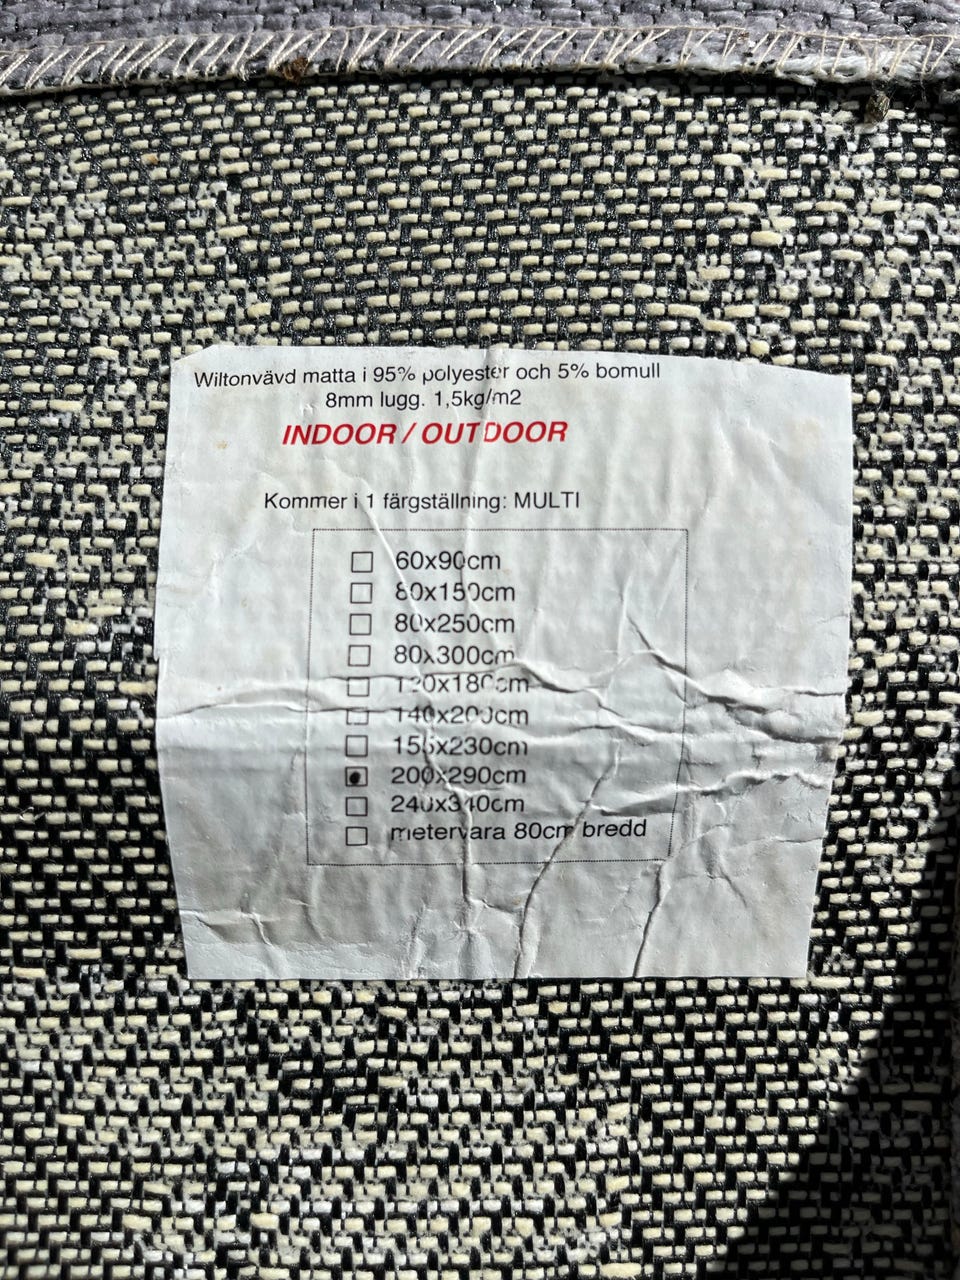 Wiltonvävd matta i 95% polyester och 5% bomull
8mm lugg. 1,5kg/m2
INDOOR / OUTDOOR
Kommer i 1 färgställning: MULTI
60x90cm
80x150cm
80x250cm
80x300cm
120x180cm
140x200cm
155x230cm
200x290cm
240x340cm
metervara 80cm bredd